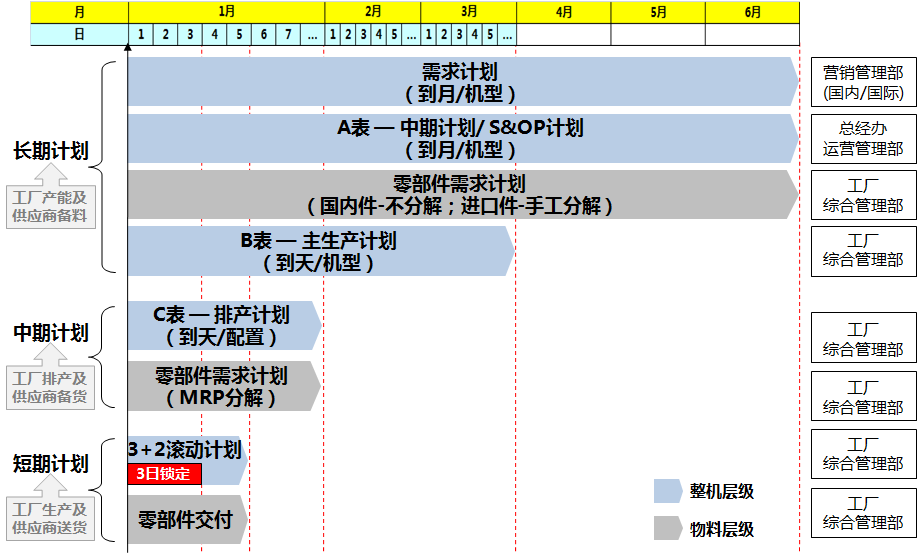 月 1月 2月 3月 4月 5月 6月
日 1 2 3 4 5 6 7 ... 1 2 3 4 5 ... 1 2 3 4 5 ...
长期计划
工厂产能及
供应商备料
需求计划
（到月/机型）
营销管理部
(国内/国际)
A表 — 中期计划/ S&OP计划
（到月/机型）
总经办
运营管理部
零部件需求计划
（国内件-不分解；进口件-手工分解）
工厂
综合管理部
B表 — 主生产计划
（到天/机型）
工厂
综合管理部
中期计划
工厂排产及
供应商备货
C表 — 排产计划
（到天/配置）
工厂
综合管理部
零部件需求计划
（MRP分解）
工厂
综合管理部
短期计划
工厂生产及
供应商送货
3+2滚动计划
3日锁定
工厂
综合管理部
零部件交付
工厂
综合管理部
整机层级
物料层级